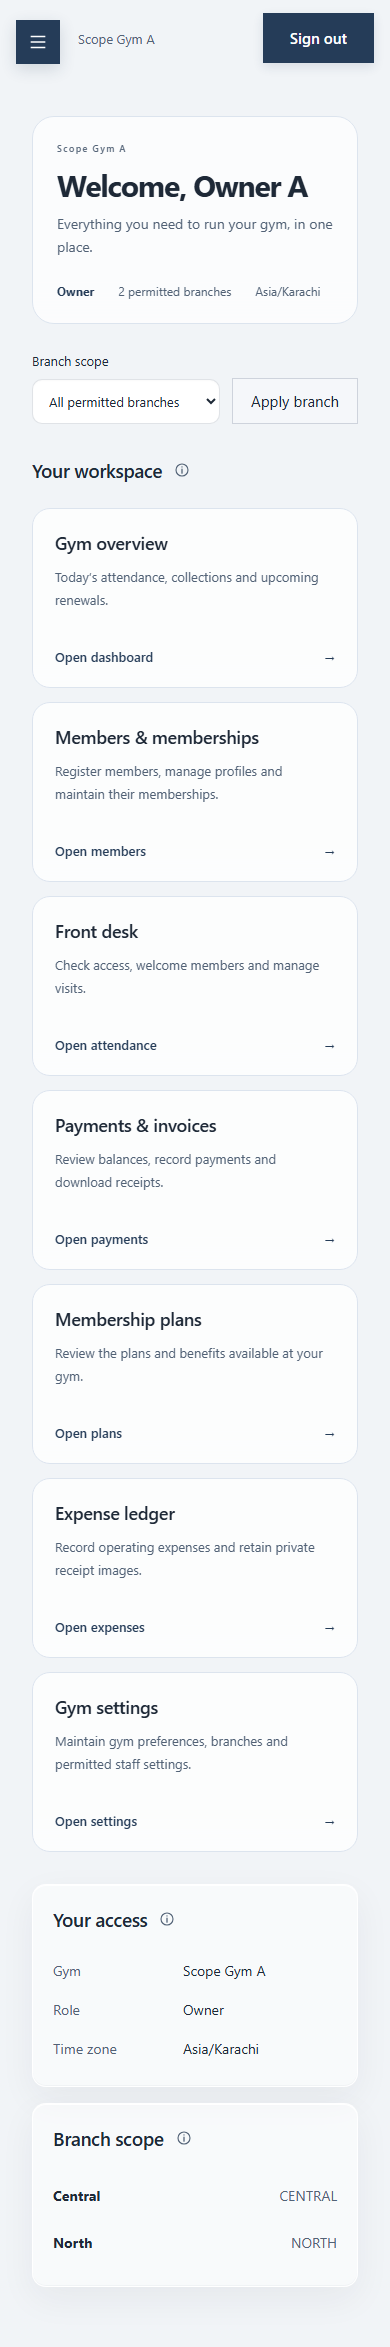 Scope Gym A
Sign out
Scope Gym A
Welcome, Owner A
Everything you need to run your gym, in one
place.
Owner 2 permitted branches Asia/Karachi
Branch scope
All permitted branches
Apply branch
Your workspace
Gym overview
Today's attendance, collections and upcoming
renewals.
Open dashboard →
Members & memberships
Register members, manage profiles and
maintain their memberships.
Open members →
Front desk
Check access, welcome members and manage
visits.
Open attendance →
Payments & invoices
Review balances, record payments and
download receipts.
Open payments →
Membership plans
Review the plans and benefits available at your
gym.
Open plans →
Expense ledger
Record operating expenses and retain private
receipt images.
Open expenses →
Gym settings
Maintain gym preferences, branches and
permitted staff settings.
Open settings →
Your access
Gym Scope Gym A
Role Owner
Time zone Asia/Karachi
Branch scope
Central CENTRAL
North NORTH